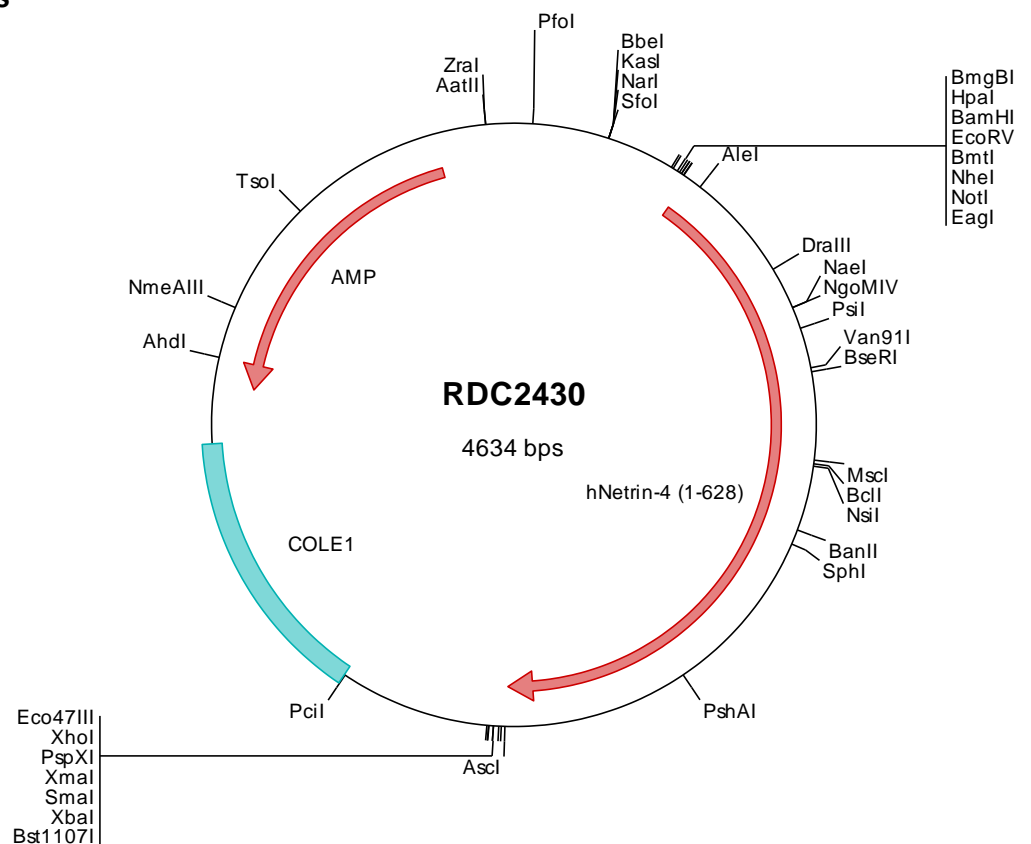 s
PfoI
BbeI
KasI
NarI
SfoI
ZraI
AatII
BmgBI
HpaI
BamHI
EcoRV
BmtI
NheI
NotI
EagI
AleI
TsoI
DraIII
NaeI
NgoMIV
PsiI
NmeAIII
AhdI
AMP
Van91I
BseRI
RDC2430
4634 bps
hNetrin-4 (1-628)
MscI
BclI
NsiI
COLE1
BanII
SphI
PciI
PshAI
AscI
Eco47III
XhoI
PspXI
XmaI
SmaI
XbaI
Bst1107I